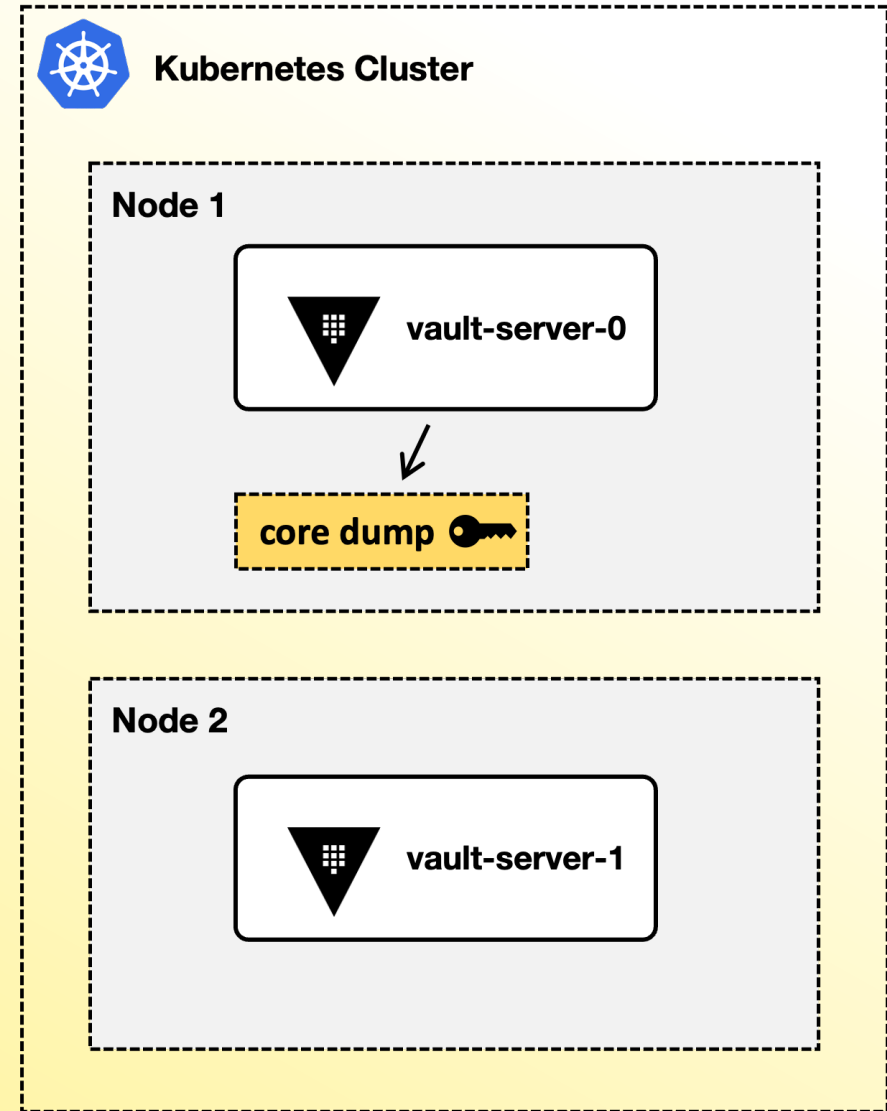 Kubernetes Cluster
Node 1
vault-server-0
core dump
Node 2
vault-server-1